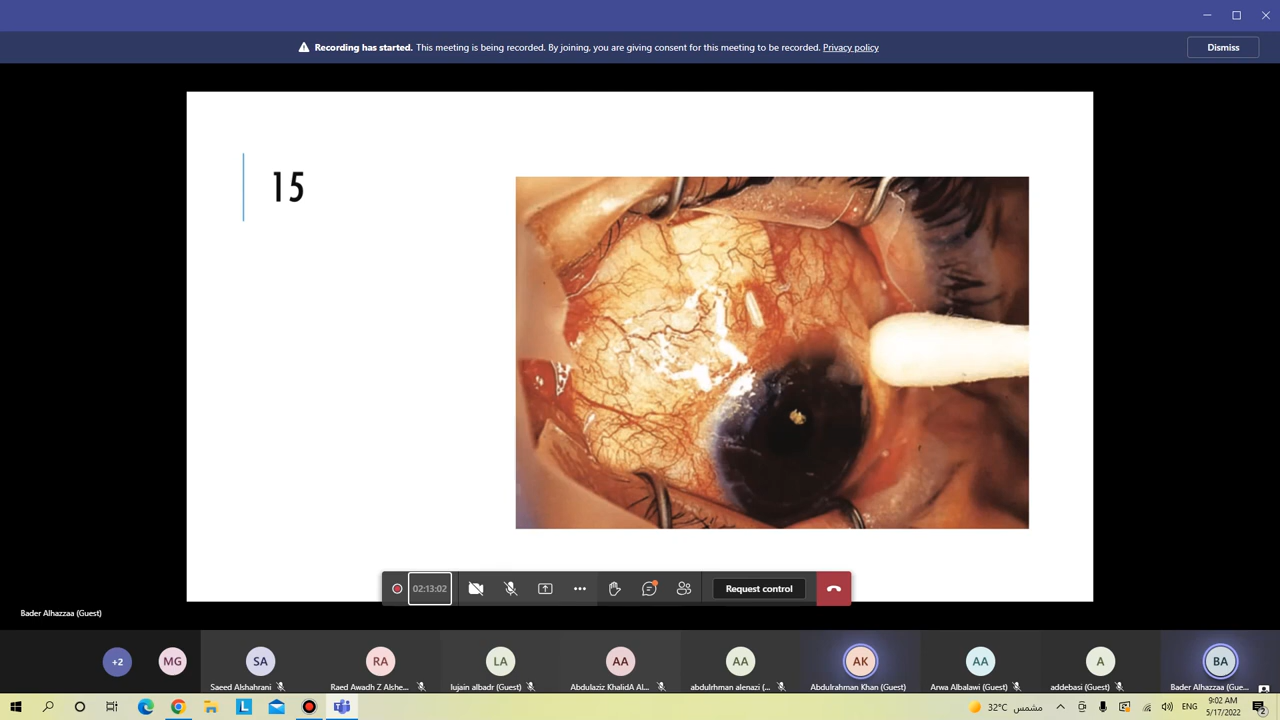 Recording has started. This meeting is being recorded. By joining, you are giving consent for this meeting to be recorded. Privacy policy
Dismiss
15
02:13:02
Request control
Bader Alhazzaa (Guest)
+2
MG
SA
RA
LA
AA
AA
AK
AA
A
BA
Saeed Alshahrani
Raed Awadh Z Alshe...
lujain albadr (Guest)
Abdulaziz KhalidA Al...
abdulrhman alenazi (...
Abdulrahman Khan (Guest)
Arwa Albalawi (Guest)
addebasi (Guest)
Bader Alhazzaa (Gue...
L
32°C مشمس
ENG
9:02 AM
5/17/2022
2